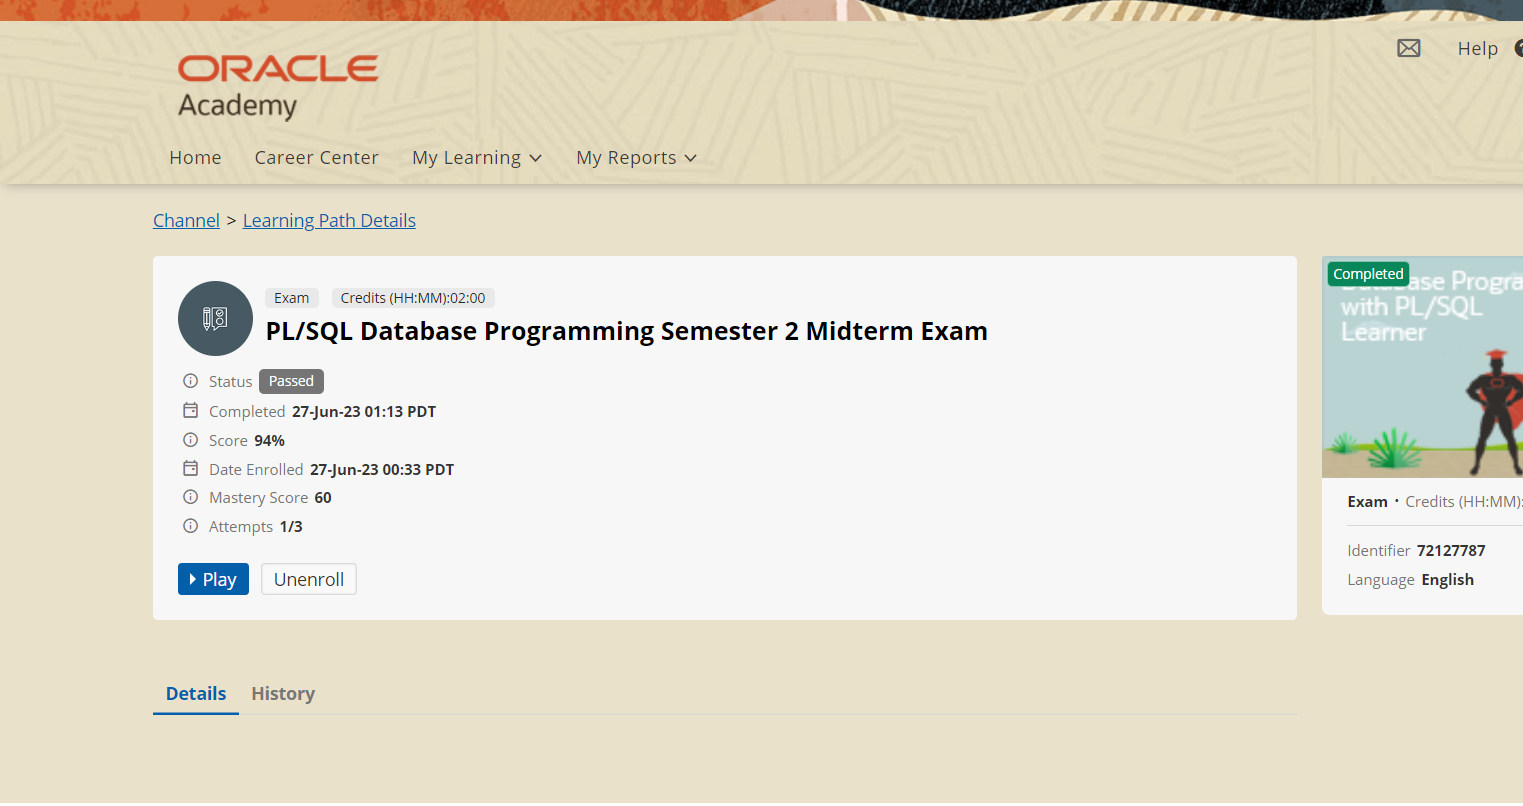 ORACLE
Academy
Help
Home Career Center My Learning My Reports
Channel > Learning Path Details
Exam Credits (HH:MM):02:00
PL/SQL Database Programming Semester 2 Midterm Exam
Status Passed
Completed 27-Jun-23 01:13 PDT
Score 94%
Date Enrolled 27-Jun-23 00:33 PDT
Mastery Score 60
Attempts 1/3
Play Unenroll
Details History
Completed
Database Progra
with PL/SQL
Learner
Exam • Credits (HH:MM):
Identifier 72127787
Language English